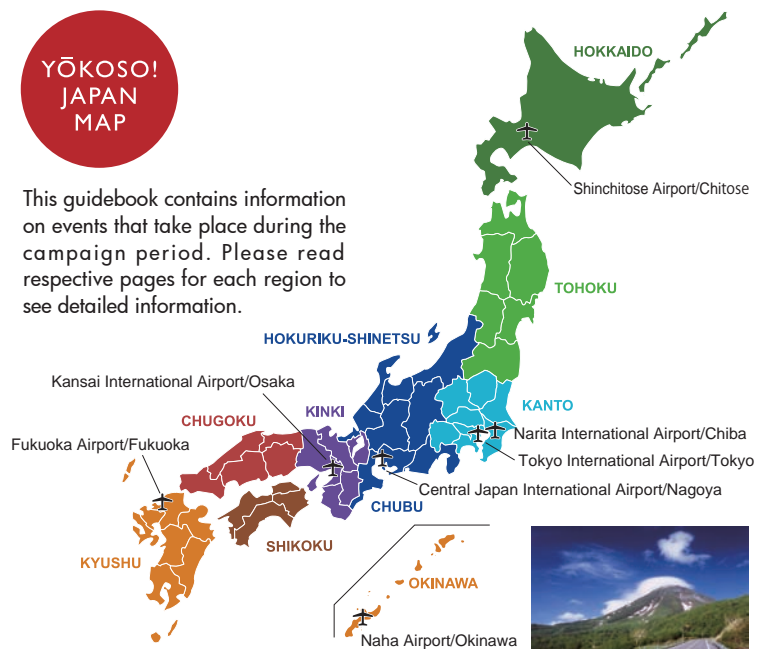 YŌKOSO!
JAPAN
MAP
This guidebook contains information
on events that take place during the
campaign period. Please read
respective pages for each region to
see detailed information.
HOKKAIDO
Shinchitose Airport/Chitose
TOHOKU
HOKURIKU-SHINETSU
Kansai International Airport/Osaka
KINKI
KANTO
CHUGOKU
Fukuoka Airport/Fukuoka
Narita International Airport/Chiba
Tokyo International Airport/Tokyo
Central Japan International Airport/Nagoya
CHUBU
SHIKOKU
KYUSHU
OKINAWA
Naha Airport/Okinawa